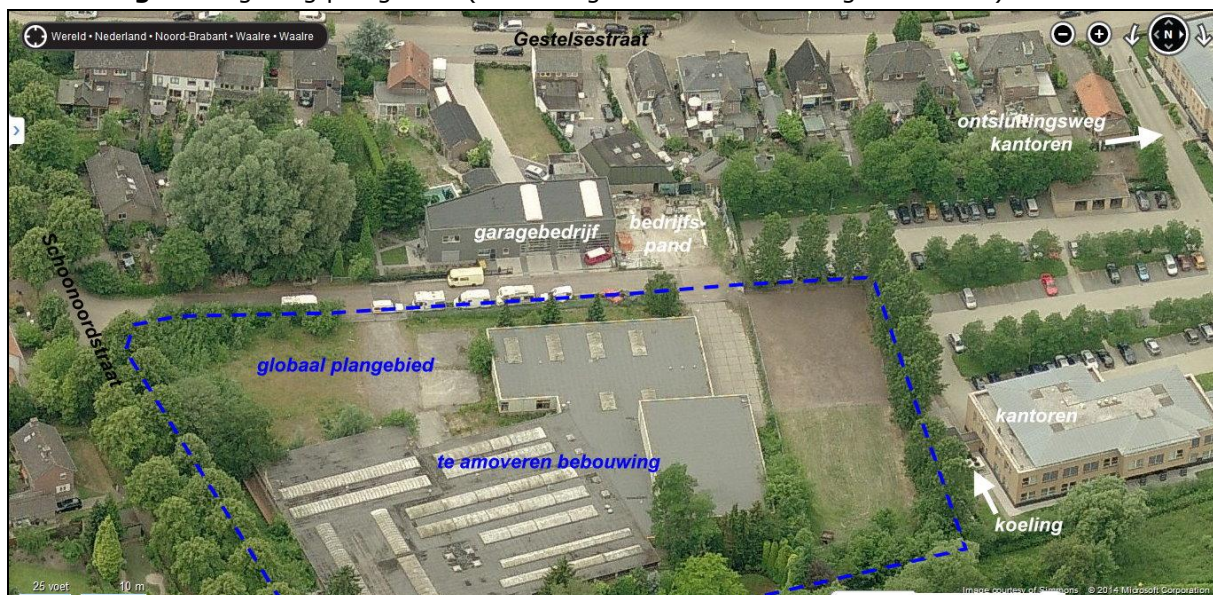 Wereld • Nederland • Noord-Brabant • Waalre • Waalre
Gestelsestraat
N
ontsluitingsweg
kantoren
garagebedrijf
bedrijfs-
pand
Schoonoordstraat
globaal plangebied
kantoren
te amoveren bebouwing
koeling
25 voet
10 m
Image courtesy of Simmons © 2014 Microsoft Corporation